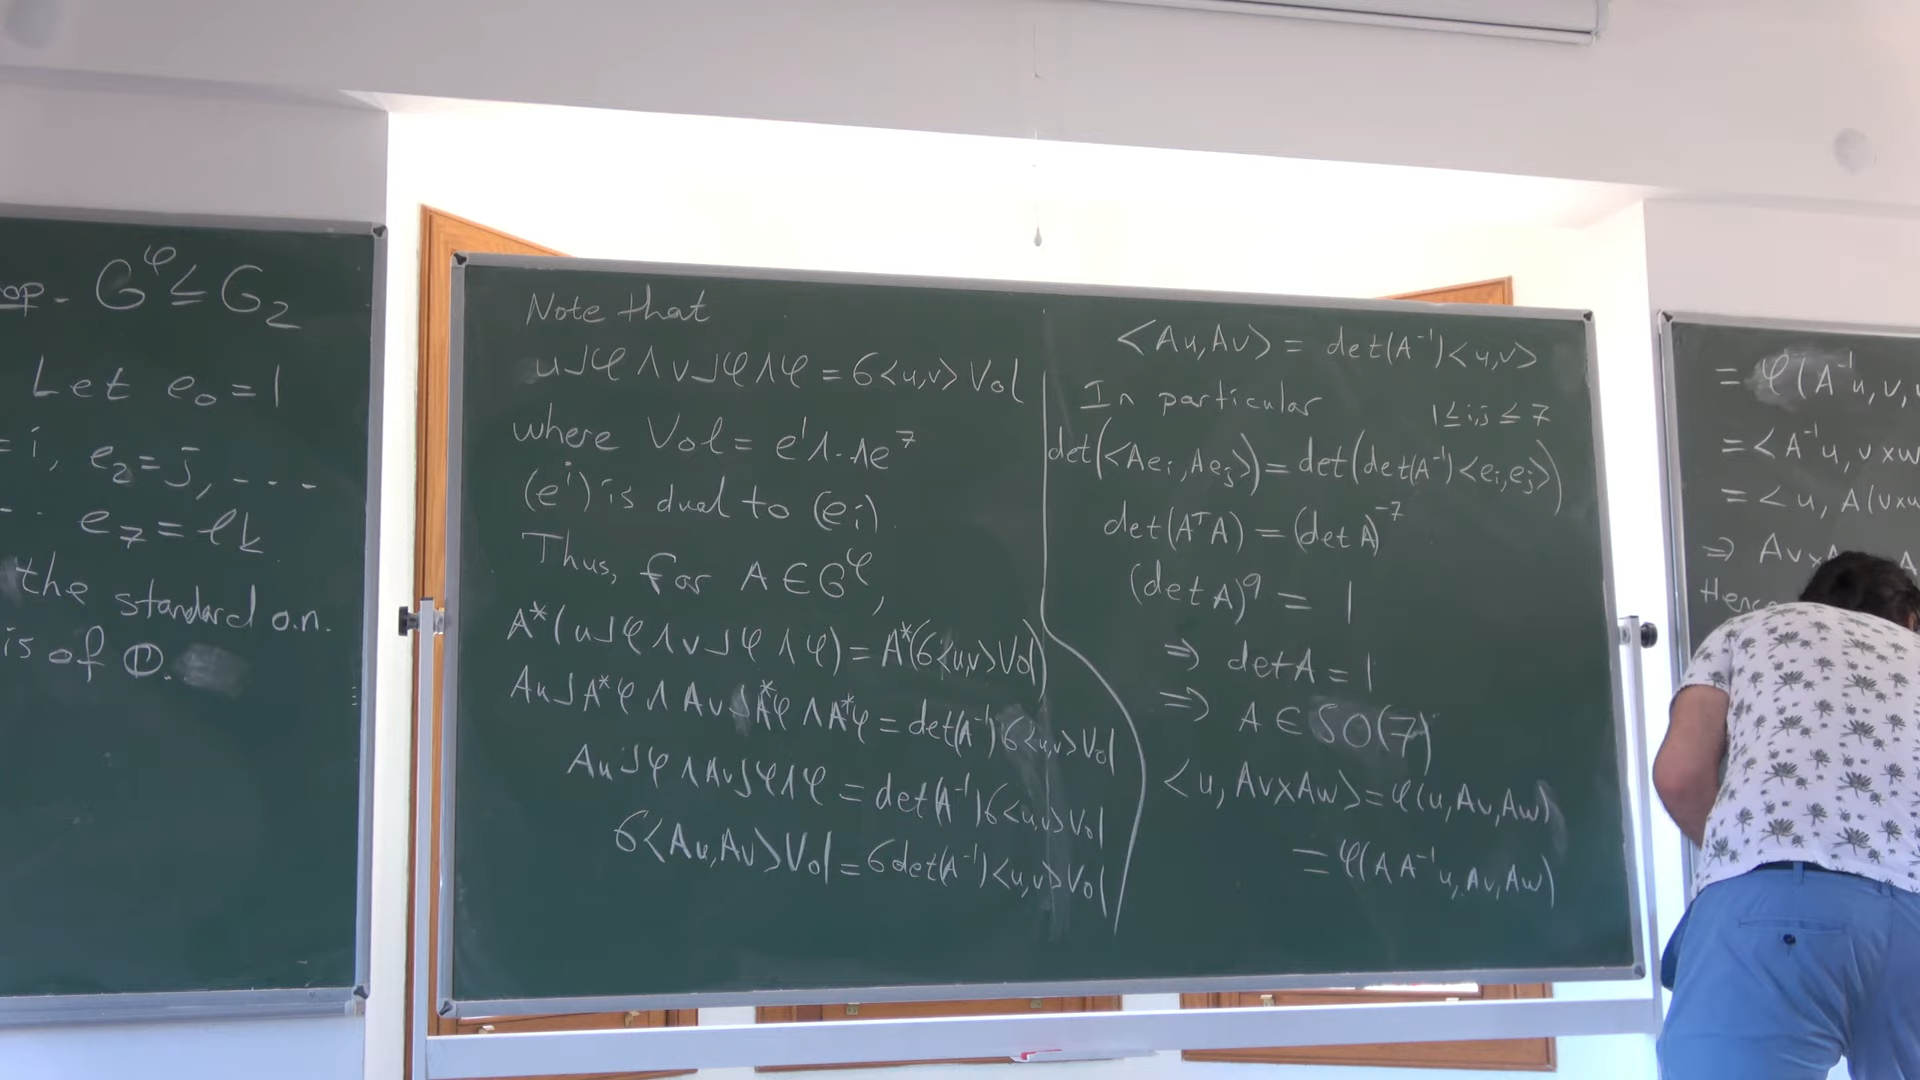 op. G^φ ≤ G₂
Let e₀ = 1
= i, e₂ = j, ...
.. e₇ = lk
the standard o.n.
is of 𝕆.
Note that
u⌟φ ∧ v⌟φ ∧ φ = 6<u,v> Vol
where Vol = e¹∧··∧e⁷
(eⁱ) is dual to (eᵢ).
Thus, for A ∈ G^φ,
A*(u⌟φ ∧ v⌟φ ∧ φ) = A*(6<u,v>Vol)
Au⌟A*φ ∧ Av⌟A*φ ∧ A*φ = det(A⁻¹)6<u,v>Vol
Au⌟φ ∧ Av⌟φ∧φ = det(A⁻¹)6<u,v>Vol
6<Au,Av>Vol = 6det(A⁻¹)<u,v>Vol
<Au,Av> = det(A⁻¹)<u,v>
In particular 1≤i,j≤7
det(<Aeᵢ,Aeⱼ>) = det(det(A⁻¹)<eᵢ,eⱼ>)
det(AᵀA) = (det A)⁻⁷
(det A)⁹ = 1
⇒ det A = 1
⇒ A ∈ SO(7)
<u, Av×Aw> = φ(u,Av,Aw)
= φ(AA⁻¹u,Av,Aw)
= φ(A⁻¹u,v,
= <A⁻¹u, v×w
= <u, A(v×w
⇒ Av×
Hence